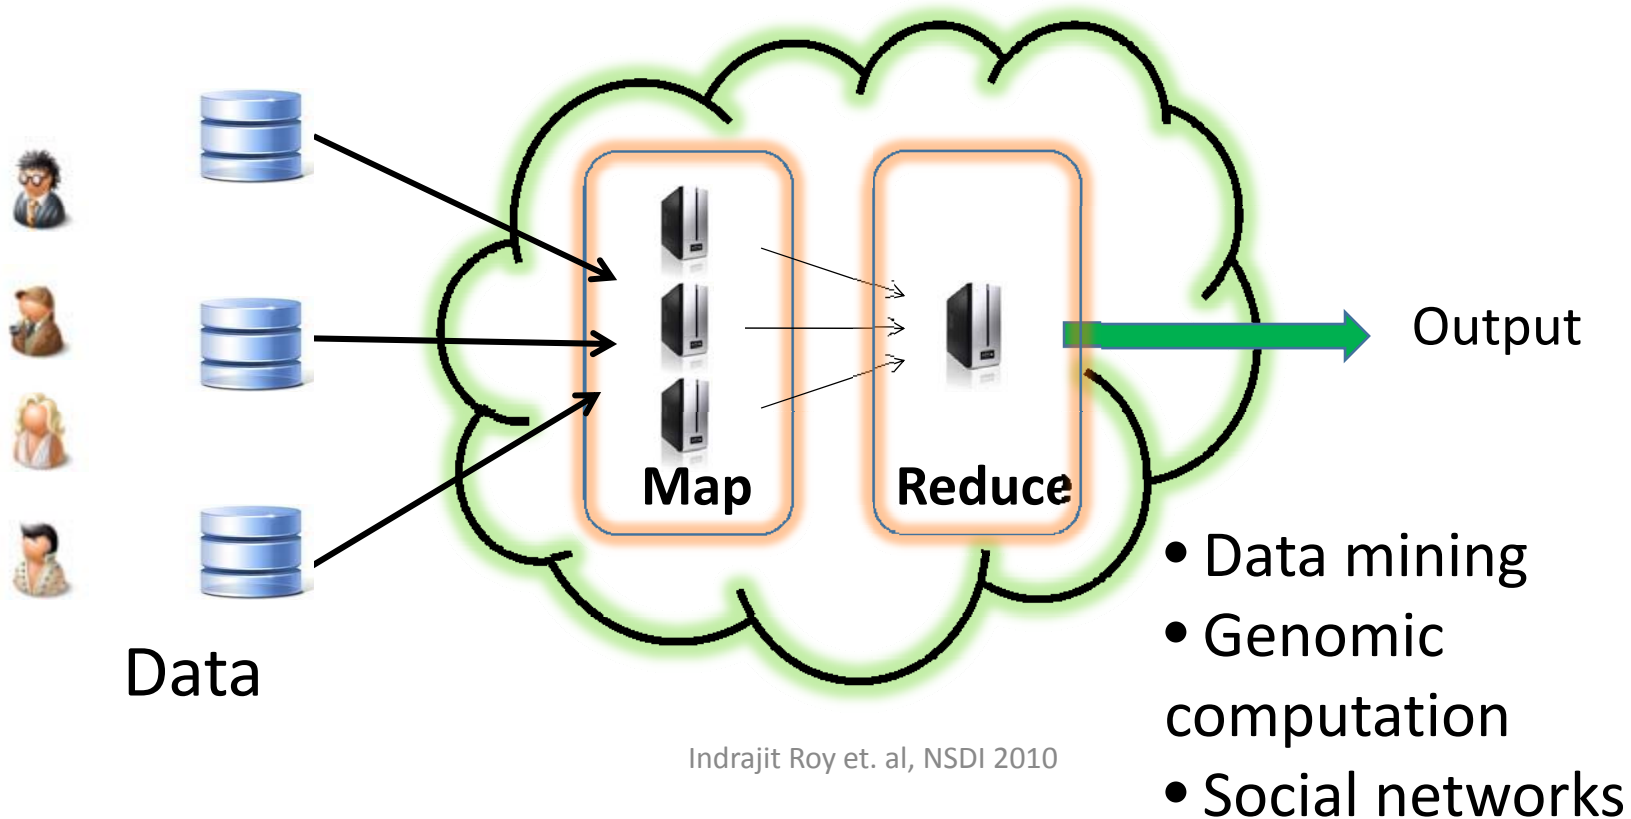 Map
Reduce
Output
Data
• Data mining
• Genomic
computation
• Social networks
Indrajit Roy et. al, NSDI 2010